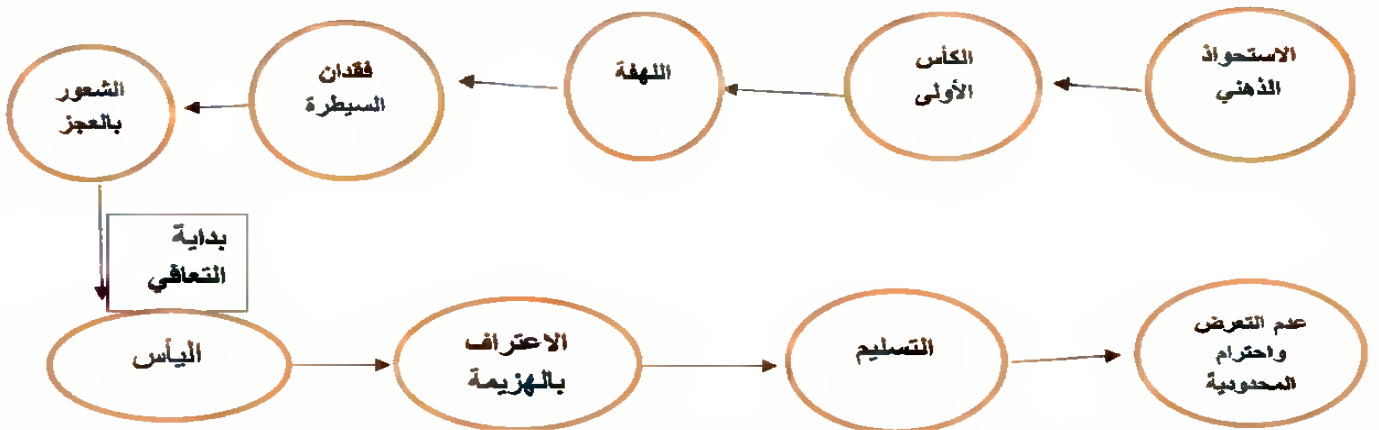 الاستحواذ
الذهني
الكأس
الأولى
اللهفة
فقدان
السيطرة
الشعور
بالعجز
بداية
التعافي
اليأس
الاعتراف
بالهزيمة
التسليم
عدم التعرض
واحترام
المحدودية